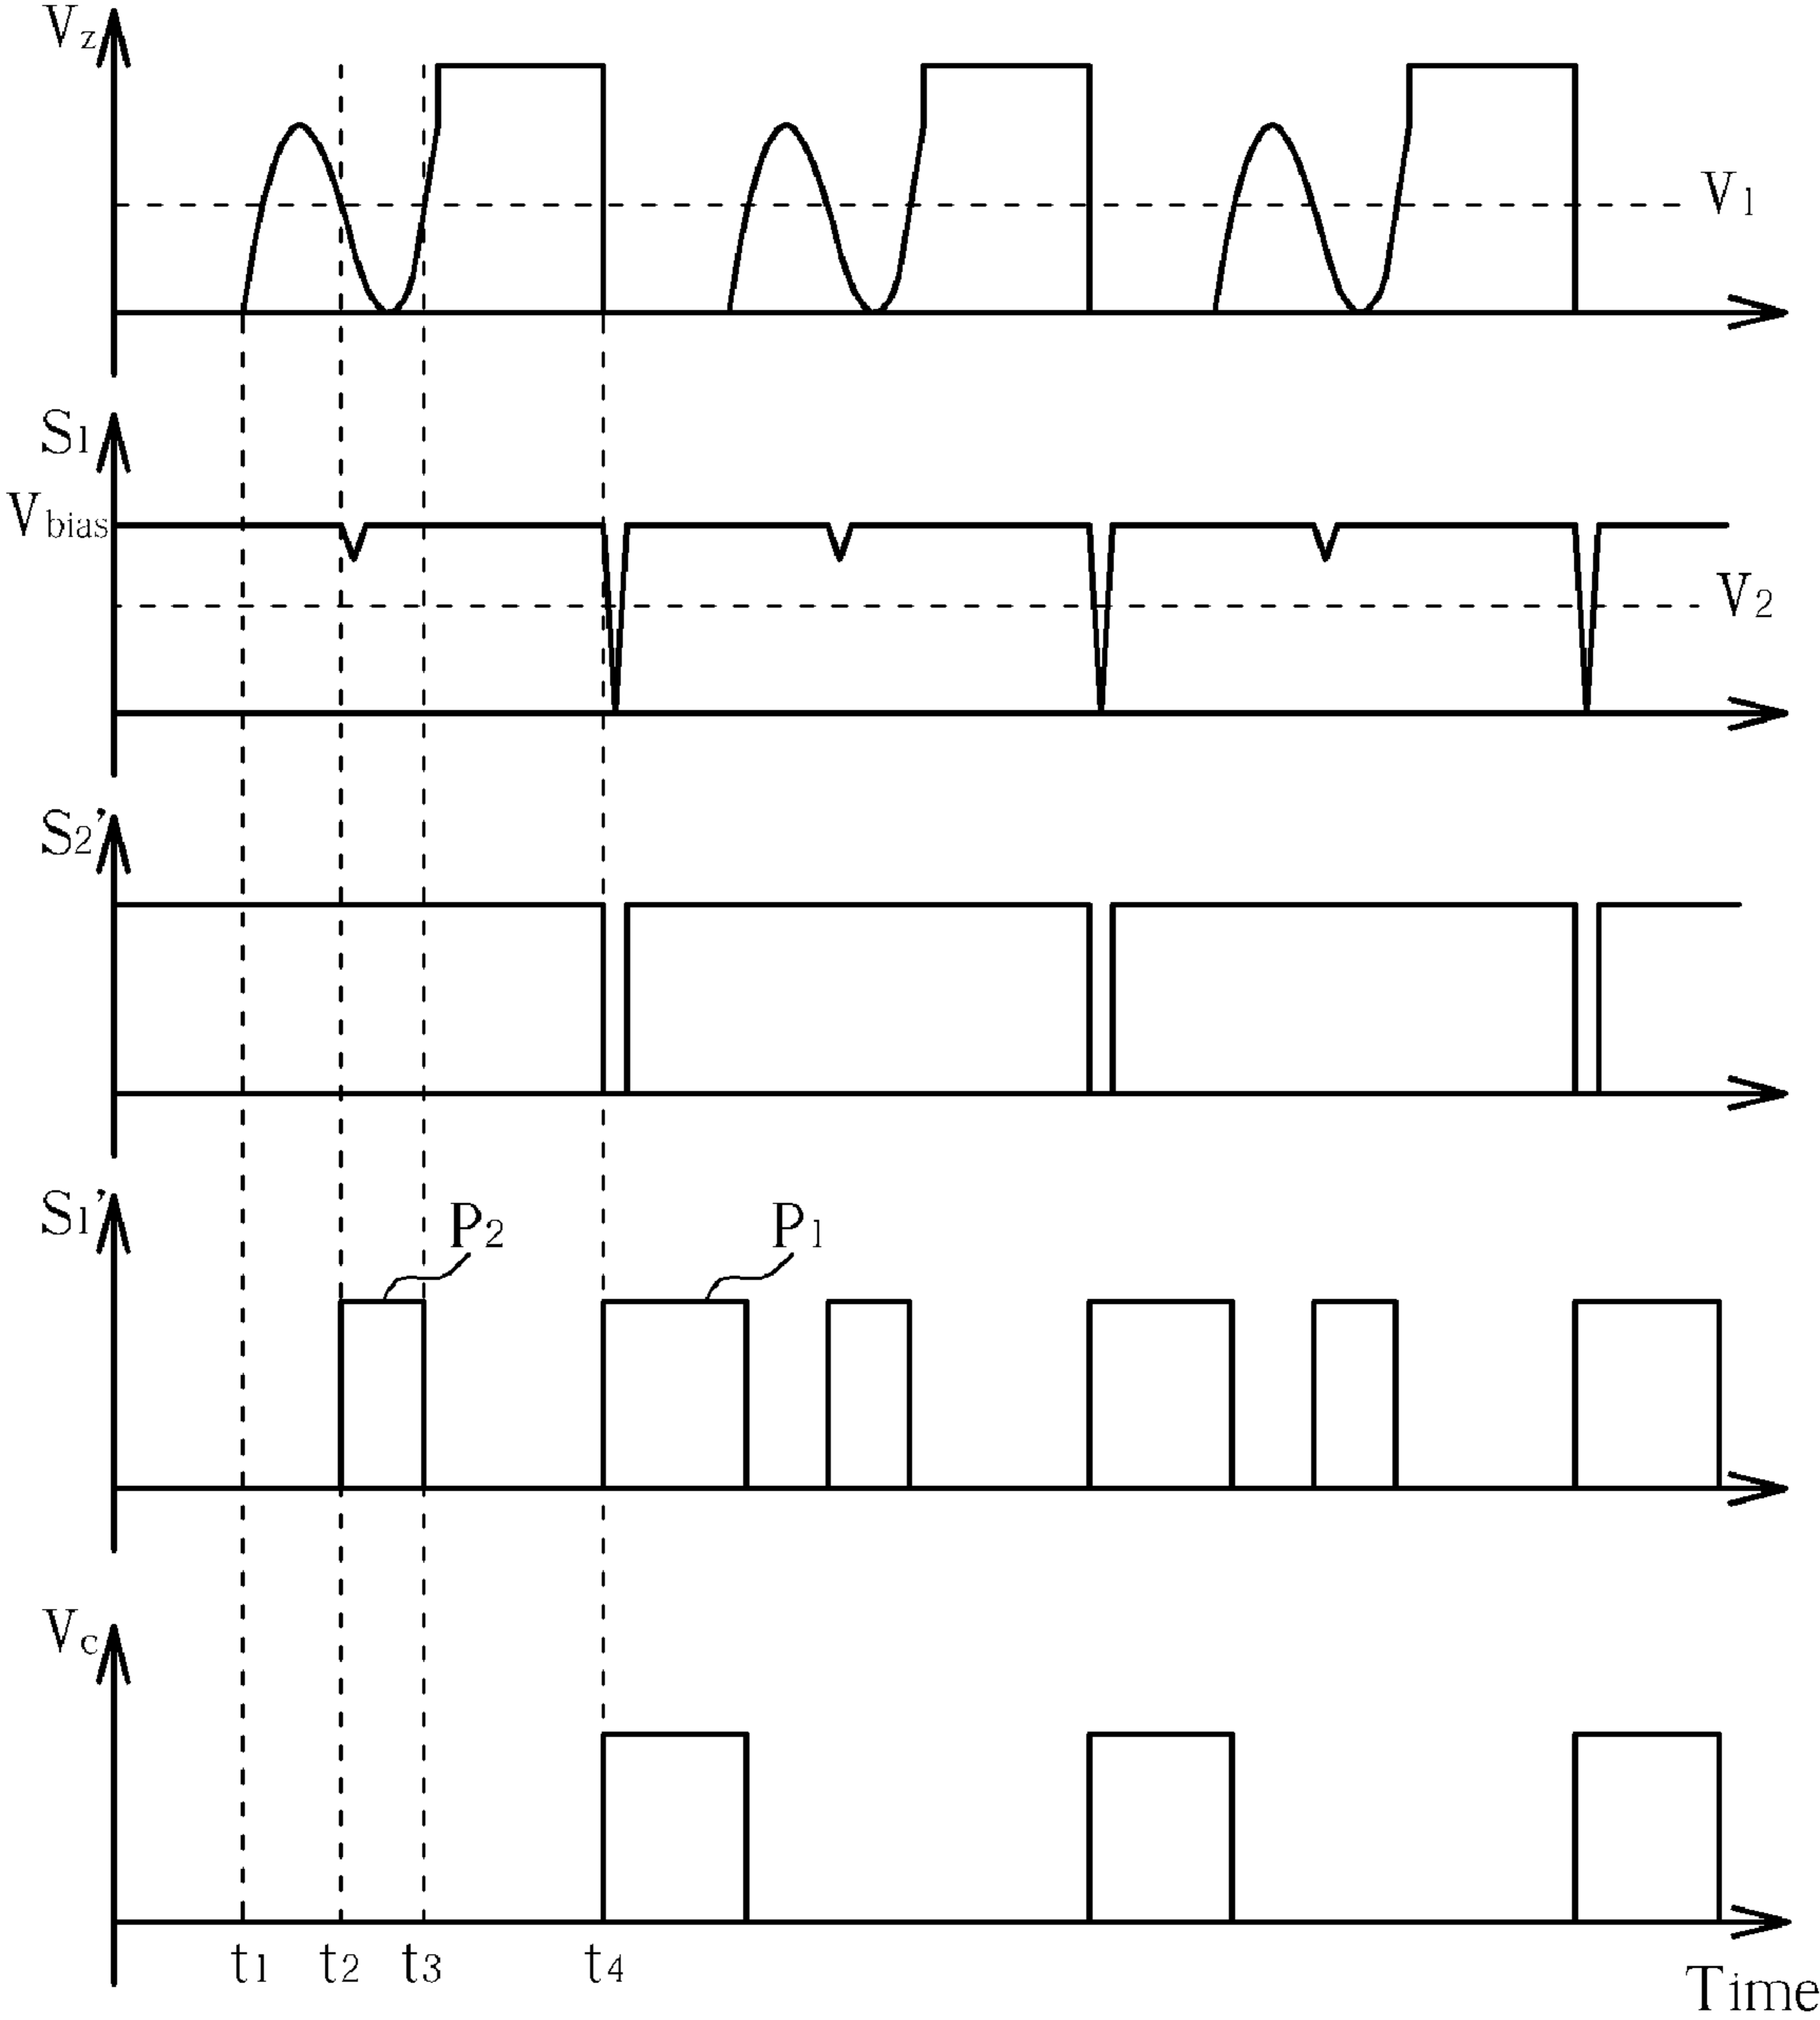 Vz
V1
S1
Vbias
V2
S2'
S1'
P2
P1
Vc
t1 t2 t3 t4
Time